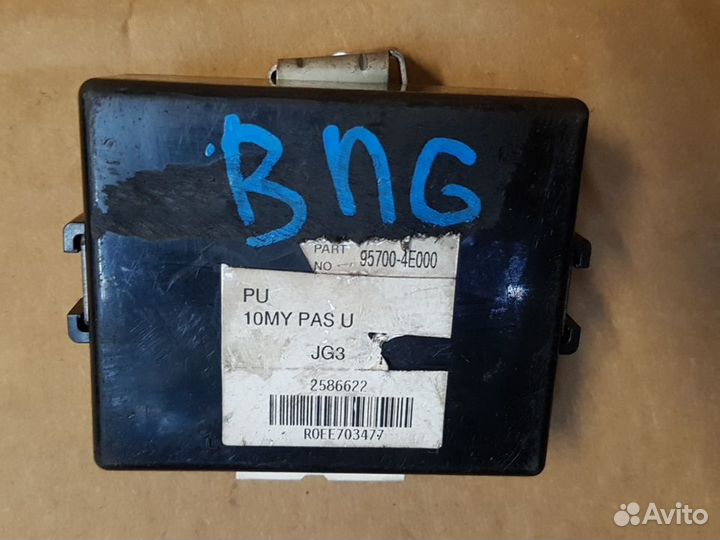 BNG
PART NO 95700-4E000
PU
10MY PAS U
JG3
2586622
R0EE703477
Avito